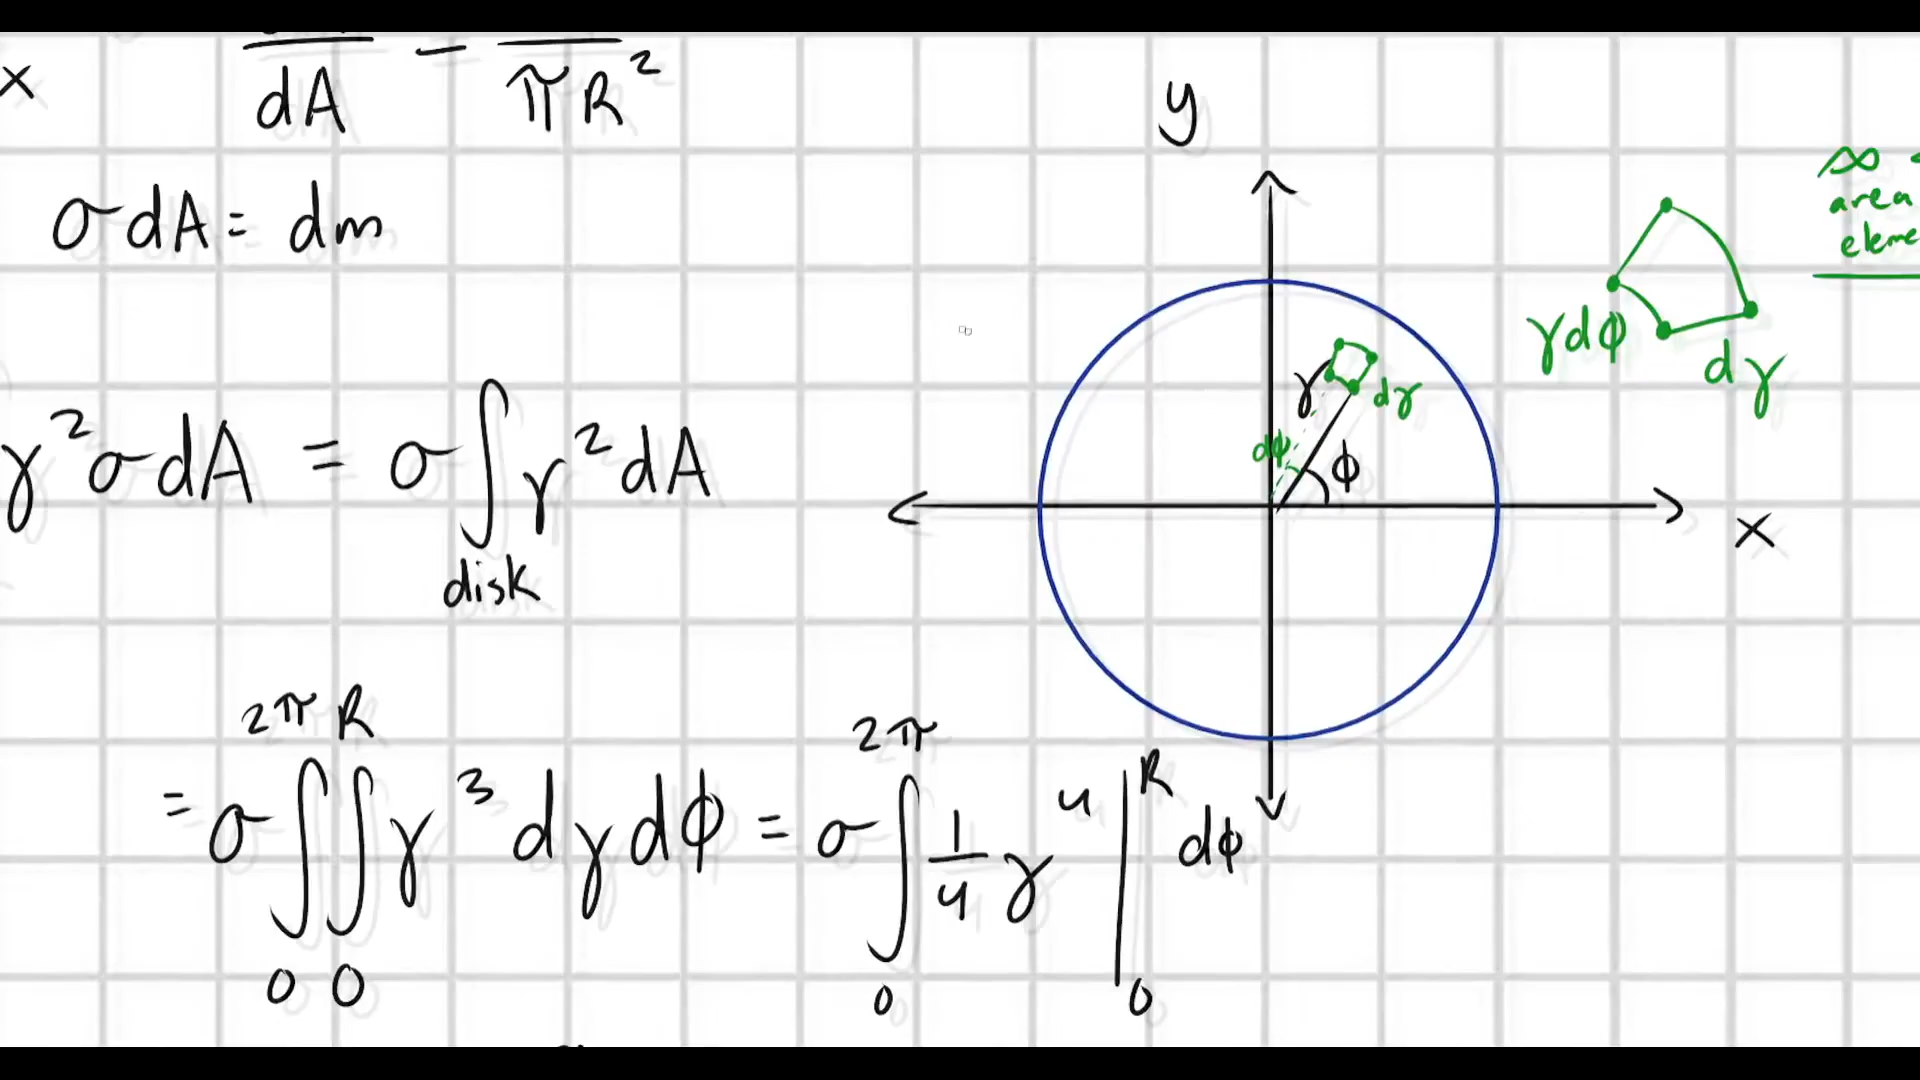 x
dA = πR²
σdA = dm
r²σdA = σ∫r²dA
disk
2π R
= σ∫∫r³drdφ = σ∫¼r⁴|dφ
0 0
2π
R
0
0
y
x
r
dr
dφ
φ
rdφ
dr
∞
area